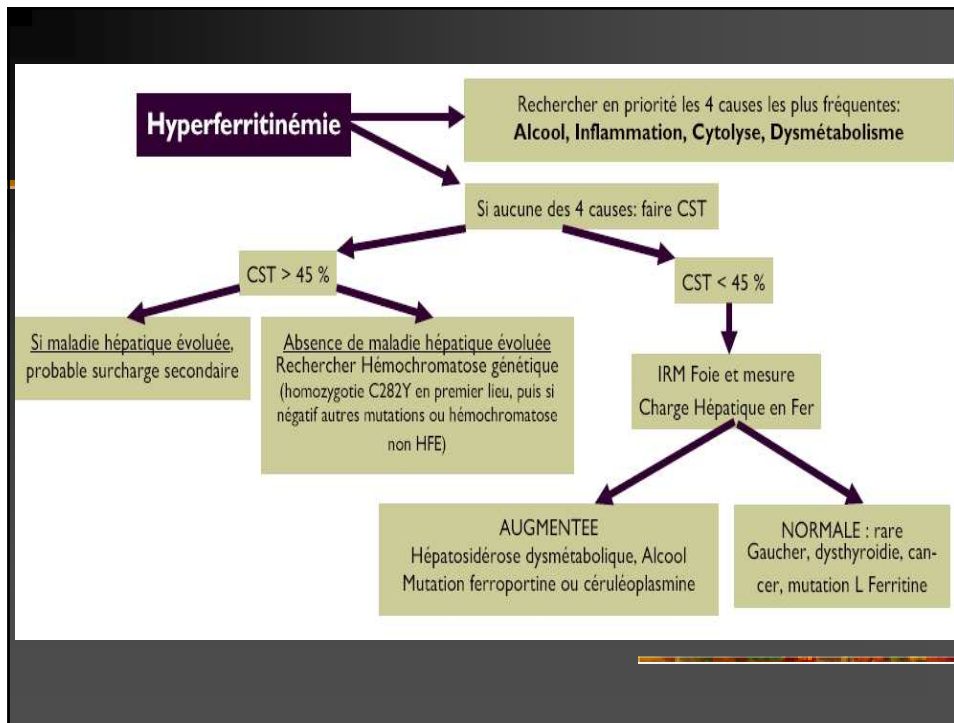 Hyperferritinémie
Rechercher en priorité les 4 causes les plus fréquentes:
Alcool, Inflammation, Cytolyse, Dysmétabolisme
Si aucune des 4 causes: faire CST
CST > 45 %
CST < 45 %
Si maladie hépatique évoluée,
probable surcharge secondaire
Absence de maladie hépatique évoluée
Rechercher Hémochromatose génétique
(homozygotie C282Y en premier lieu, puis si
négatif autres mutations ou hémochromatose
non HFE)
IRM Foie et mesure
Charge Hépatique en Fer
AUGMENTEE
Hépatosidérose dysmétabolique, Alcool
Mutation ferroportine ou céruléoplasmine
NORMALE : rare
Gaucher, dysthyroidie, can-
cer, mutation L Ferritine